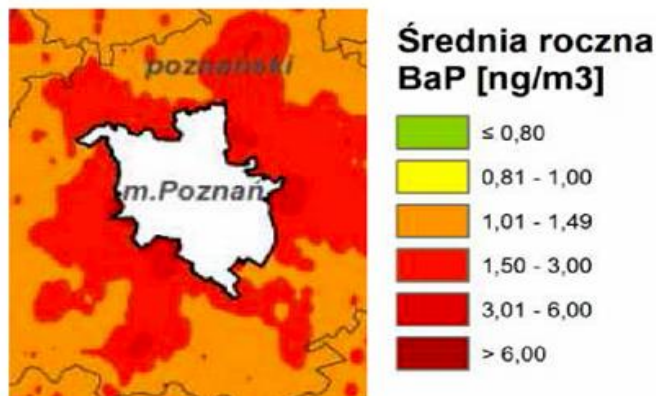 poznański
m.Poznań
Średnia roczna
BaP [ng/m3]
≤ 0,80
0,81 - 1,00
1,01 - 1,49
1,50 - 3,00
3,01 - 6,00
> 6,00